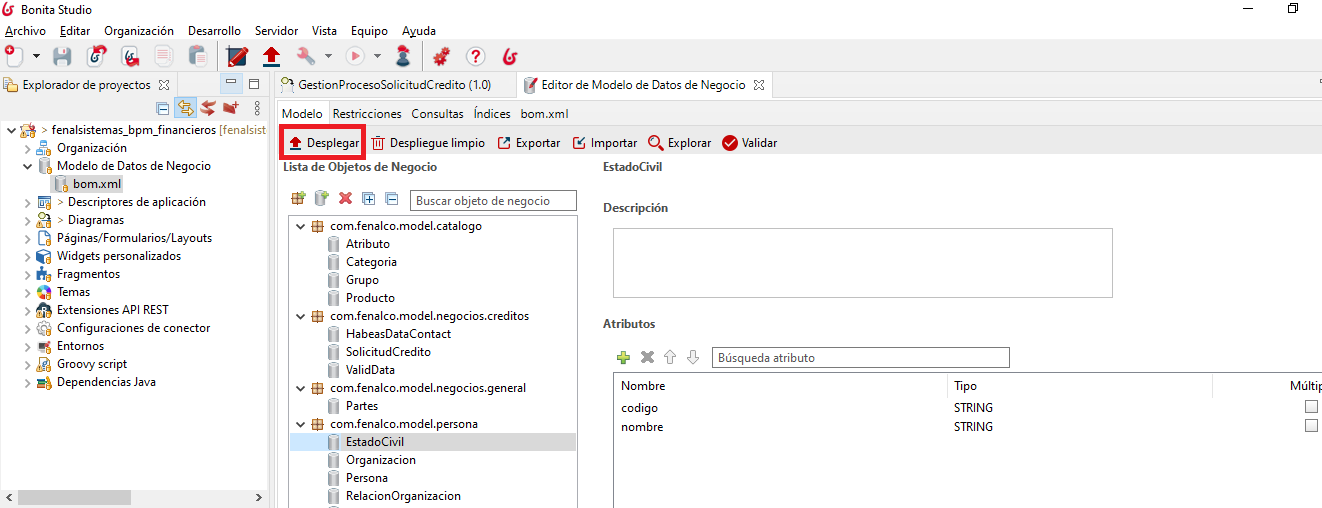 Bonita Studio
Archivo Editar Organización Desarrollo Servidor Vista Equipo Ayuda
Explorador de proyectos
GestionProcesoSolicitudCredito (1.0)
Editor de Modelo de Datos de Negocio
> fenalsistemas_bpm_financieros [fenalsist
Organización
Modelo de Datos de Negocio
bom.xml
> Descriptores de aplicación
> Diagramas
Páginas/Formularios/Layouts
Widgets personalizados
Fragmentos
Temas
Extensiones API REST
Configuraciones de conector
Entornos
Groovy script
Dependencias Java
Modelo Restricciones Consultas Índices bom.xml
Desplegar Despliegue limpio Exportar Importar Explorar Validar
Lista de Objetos de Negocio
Buscar objeto de negocio
com.fenalco.model.catalogo
Atributo
Categoria
Grupo
Producto
com.fenalco.model.negocios.creditos
HabeasDataContact
SolicitudCredito
ValidData
com.fenalco.model.negocios.general
Partes
com.fenalco.model.persona
EstadoCivil
Organizacion
Persona
RelacionOrganizacion
EstadoCivil
Descripción
Atributos
Búsqueda atributo
Nombre Tipo Múltip
codigo STRING
nombre STRING